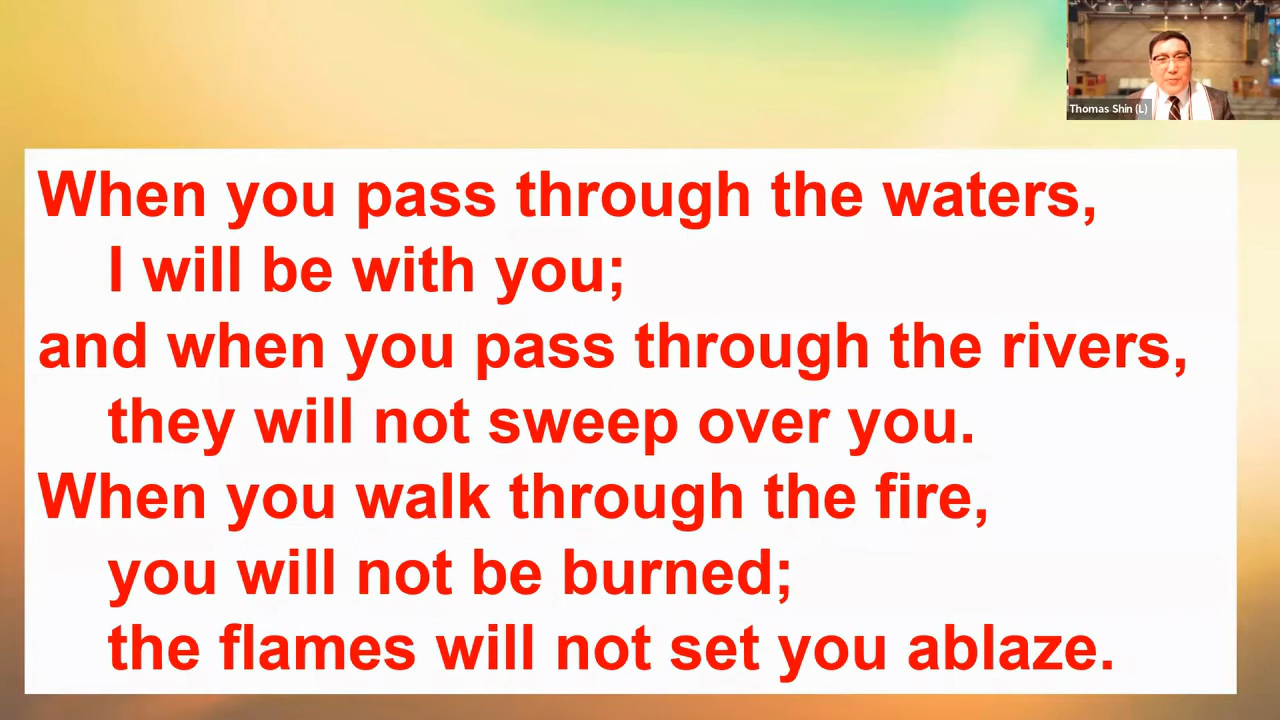 Thomas Shin (L)
When you pass through the waters,
I will be with you;
and when you pass through the rivers,
they will not sweep over you.
When you walk through the fire,
you will not be burned;
the flames will not set you ablaze.